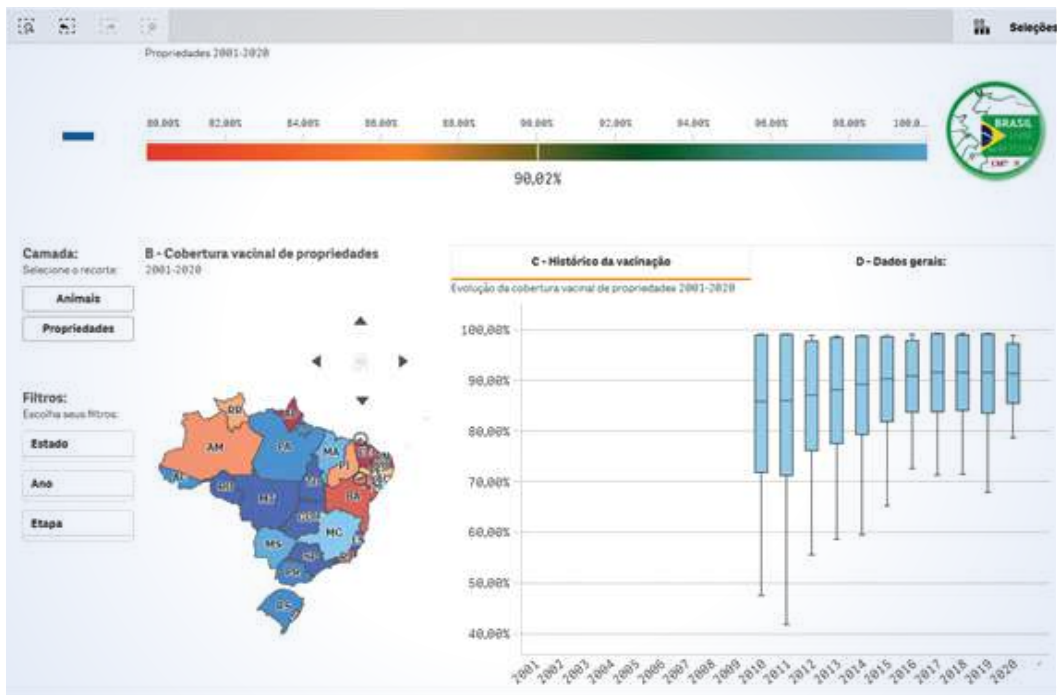 Seleções
Propriedades 2001-2020
80.00% 82.00% 84.00% 86.00% 88.00% 90.00% 92.00% 94.00% 96.00% 98.00% 100.0...
90,02%
BRASIL
Camada:
Selecione o recorte:
Animais
Propriedades
Filtros:
Escolha seus filtros:
Estado
Ano
Etapa
B - Cobertura vacinal de propriedades
2001-2020
RR
AM
PA
MA
PI
MT
BA
MG
MS
RS
C - Histórico da vacinação
D - Dados gerais:
Evolução da cobertura vacinal de propriedades 2001-2020
100,00%
90,00%
80,00%
70,00%
60,00%
50,00%
40,00%
2001 2002 2003 2004 2005 2006 2007 2008 2009 2010 2011 2012 2013 2014 2015 2016 2017 2018 2019 2020